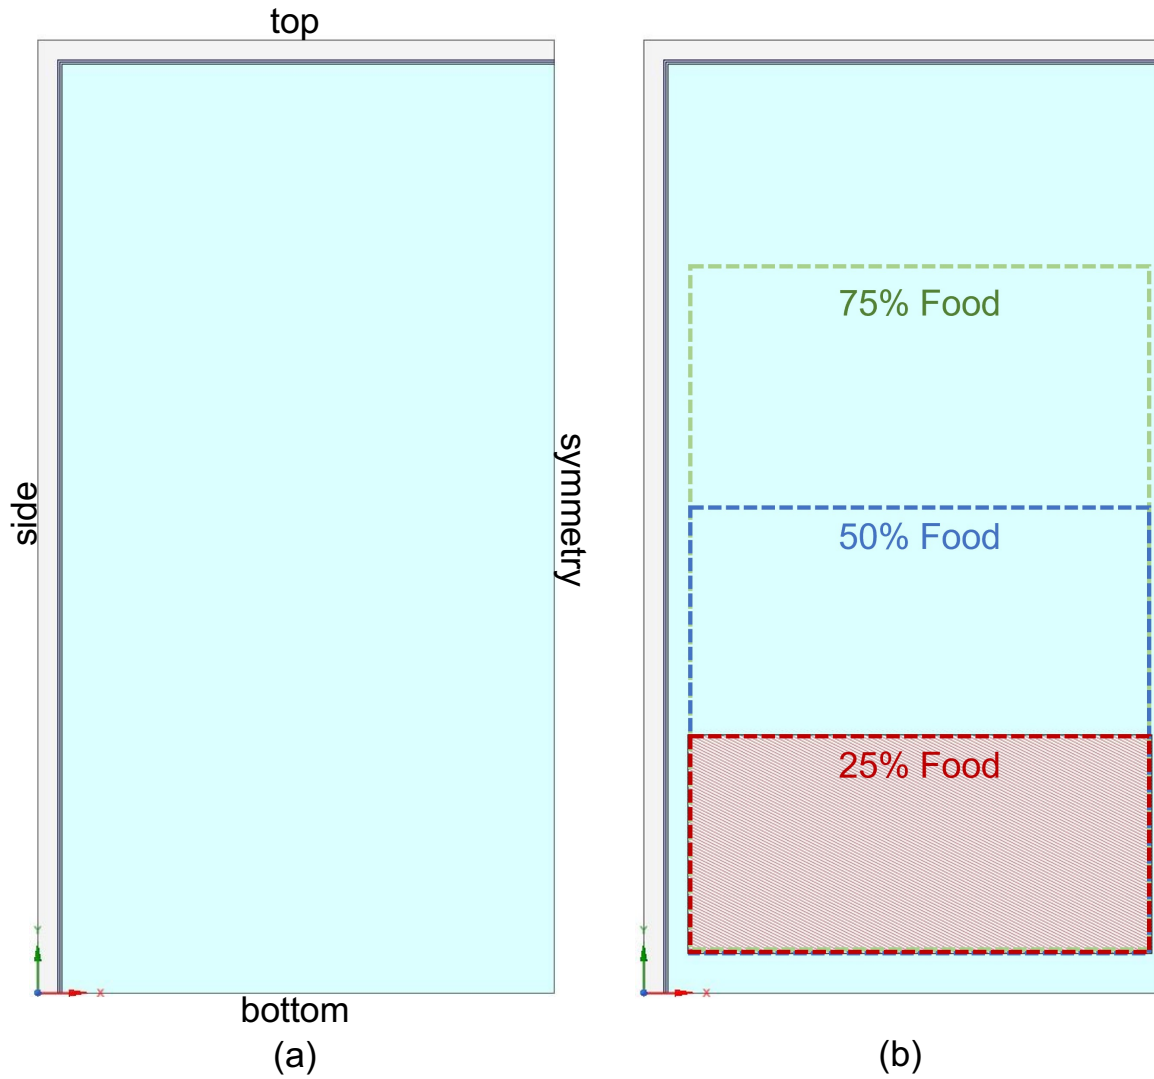 top
side
symmetry
Y
X
bottom
(a)
75% Food
50% Food
25% Food
Y
X
(b)